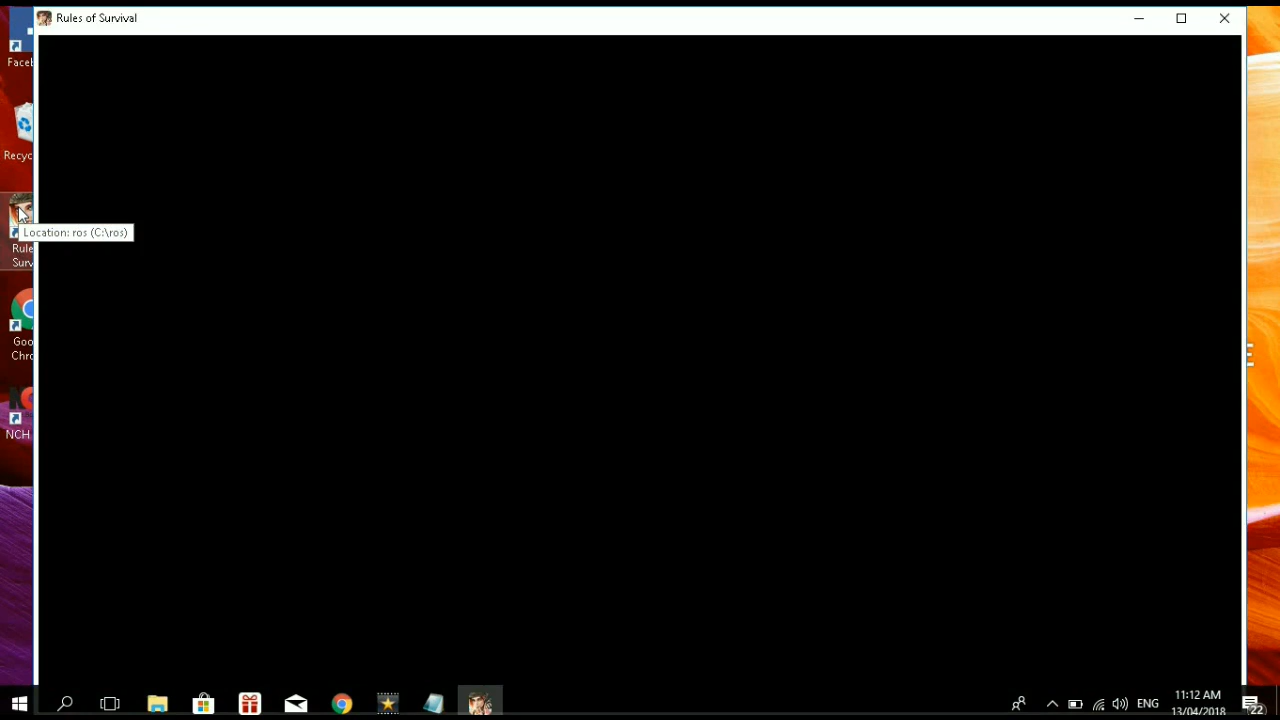 Rules of Survival
Faceb
Recyc
Location: ros (C:\ros)
Rule
Surv
Goo
Chro
NCH
11:12 AM
ENG
13/04/2018
22